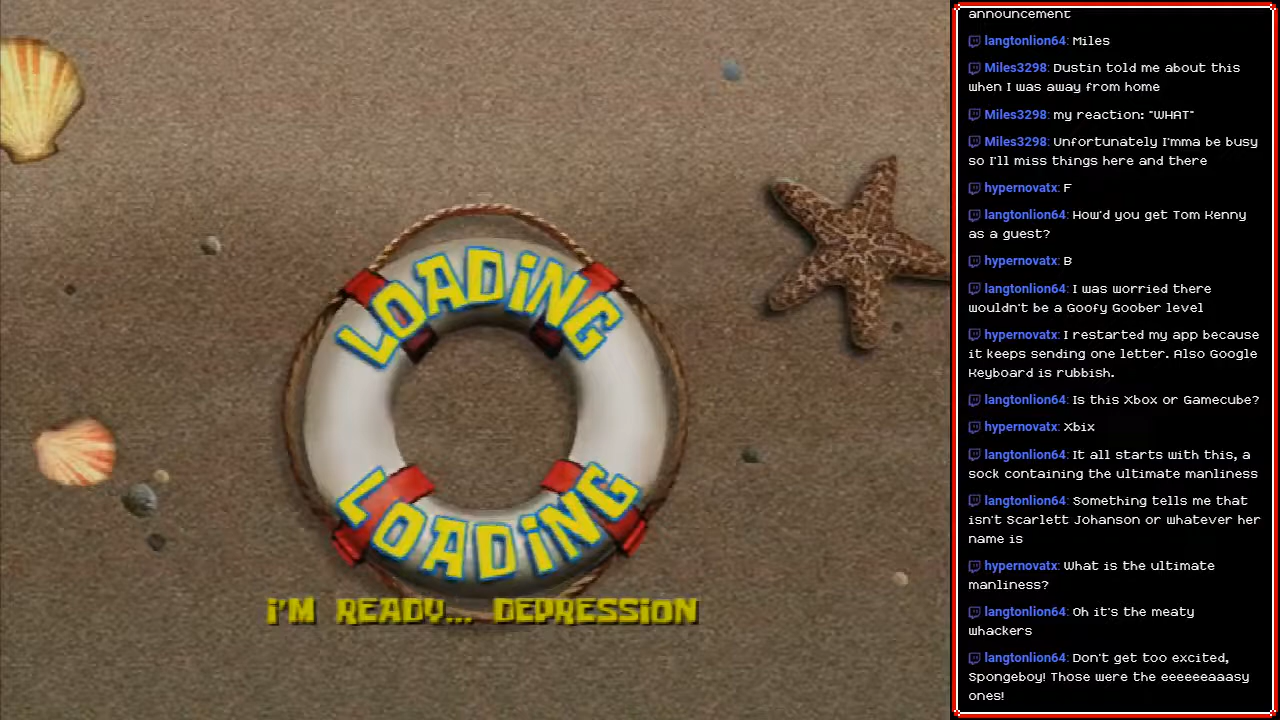 LOADING
LOADING
I'M READY... DEPRESSION
announcement
langtonlion64: Miles
Miles3298: Dustin told me about this
when I was away from home
Miles3298: my reaction: "WHAT"
Miles3298: Unfortunately I'mma be busy
so I'll miss things here and there
hypernovatx: F
langtonlion64: How'd you get Tom Kenny
as a guest?
hypernovatx: B
langtonlion64: I was worried there
wouldn't be a Goofy Goober level
hypernovatx: I restarted my app because
it keeps sending one letter. Also Google
Keyboard is rubbish.
langtonlion64: Is this Xbox or Gamecube?
hypernovatx: Xbix
langtonlion64: It all starts with this, a
sock containing the ultimate manliness
langtonlion64: Something tells me that
isn't Scarlett Johanson or whatever her
name is
hypernovatx: What is the ultimate
manliness?
langtonlion64: Oh it's the meaty
whackers
langtonlion64: Don't get too excited,
Spongeboy! Those were the eeeeeeaaasy
ones!